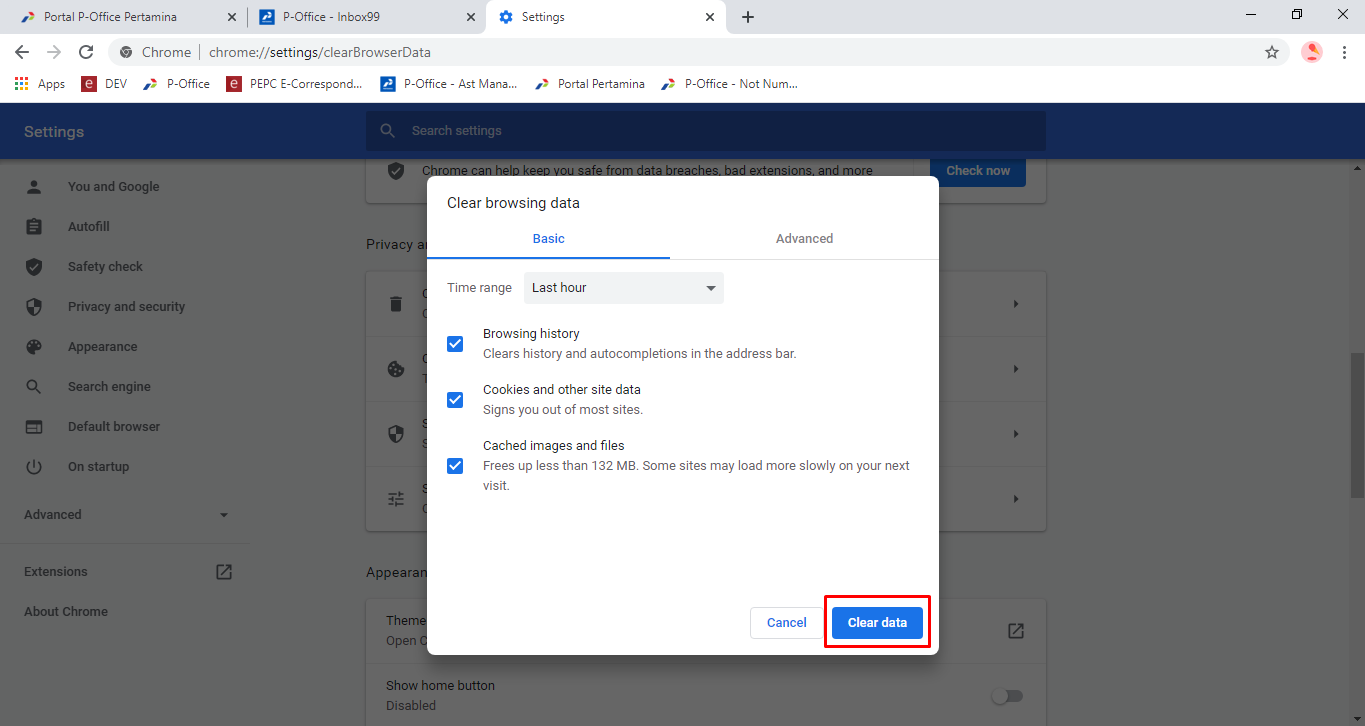 Portal P-Office Pertamina
P-Office - Inbox99
Settings
Chrome
chrome://settings/clearBrowserData
Apps
DEV
P-Office
PEPC E-Correspond...
P-Office - Ast Mana...
Portal Pertamina
P-Office - Not Num...
Settings
Search settings
Chrome can help keep you safe from data breaches, bad extensions, and more
Check now
You and Google
Autofill
Safety check
Privacy and security
Appearance
Search engine
Default browser
On startup
Advanced
Extensions
About Chrome
Privacy a
Clear browsing data
Basic
Advanced
Time range
Last hour
Browsing history
Clears history and autocompletions in the address bar.
Cookies and other site data
Signs you out of most sites.
Cached images and files
Frees up less than 132 MB. Some sites may load more slowly on your next
visit.
Cancel
Clear data
Appearan
Theme
Open C
Show home button
Disabled